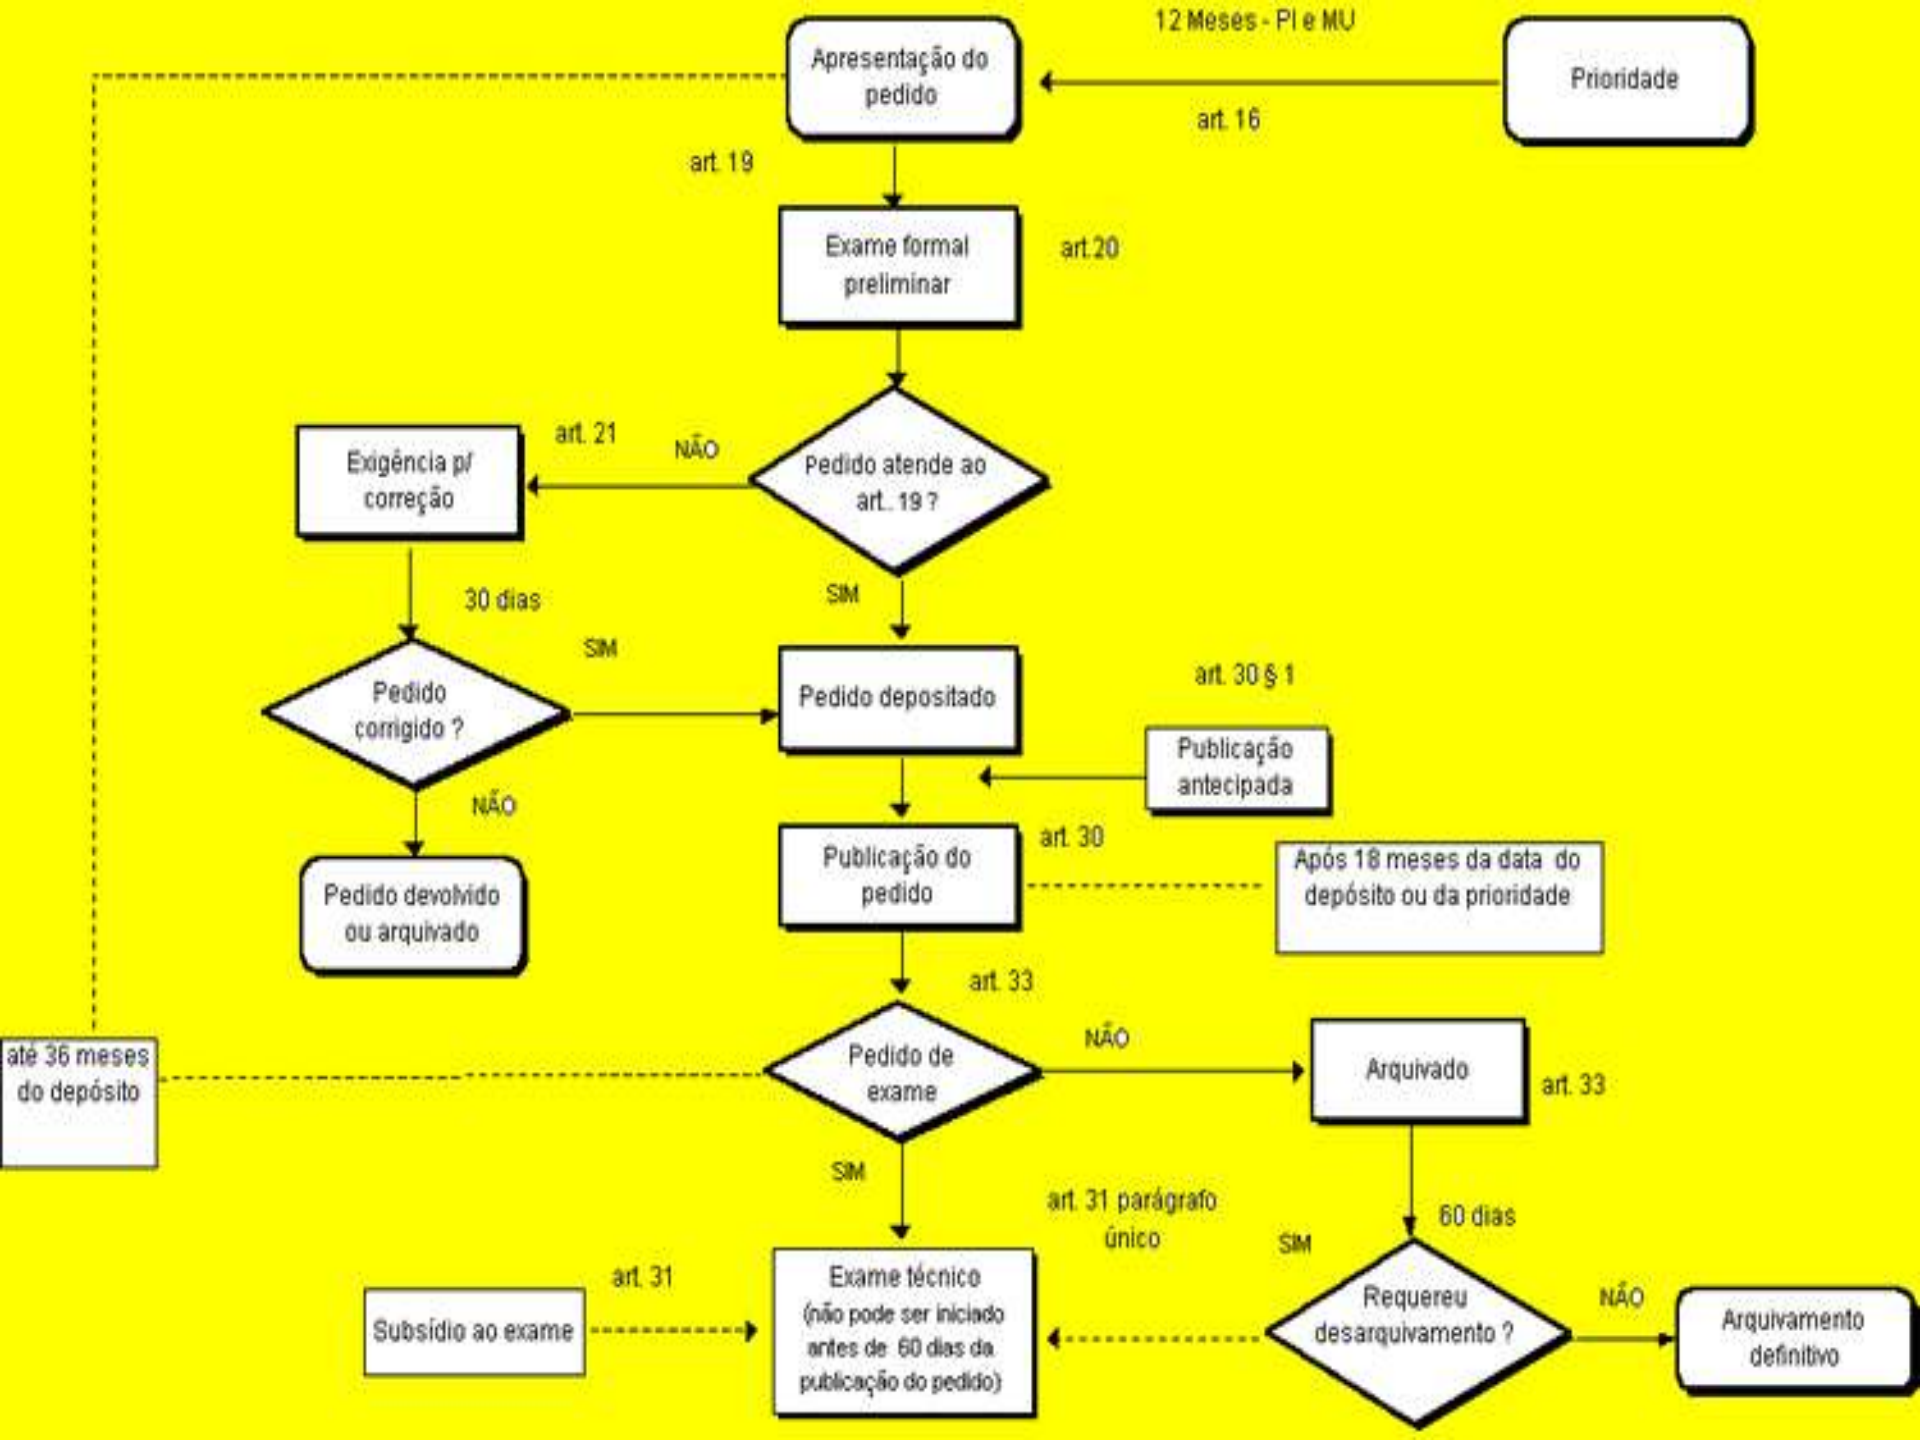 12 Meses - PI e MU
Apresentação do
pedido
Prioridade
art. 16
art. 19
Exame formal
preliminar
art.20
Pedido atende ao
art.. 19 ?
NÃO
art. 21
Exigência p/
correção
30 dias
SIM
SIM
Pedido
corrigido ?
NÃO
Pedido devolvido
ou arquivado
Pedido depositado
art. 30 § 1
Publicação
antecipada
Publicação do
pedido
art. 30
Após 18 meses da data do
depósito ou da prioridade
art. 33
até 36 meses
do depósito
Pedido de
exame
NÃO
Arquivado
art. 33
SIM
60 dias
art. 31 parágrafo
único
SIM
Subsídio ao exame
art. 31
Exame técnico
(não pode ser iniciado
antes de 60 dias da
publicação do pedido)
Requereu
desarquivamento ?
NÃO
Arquivamento
definitivo